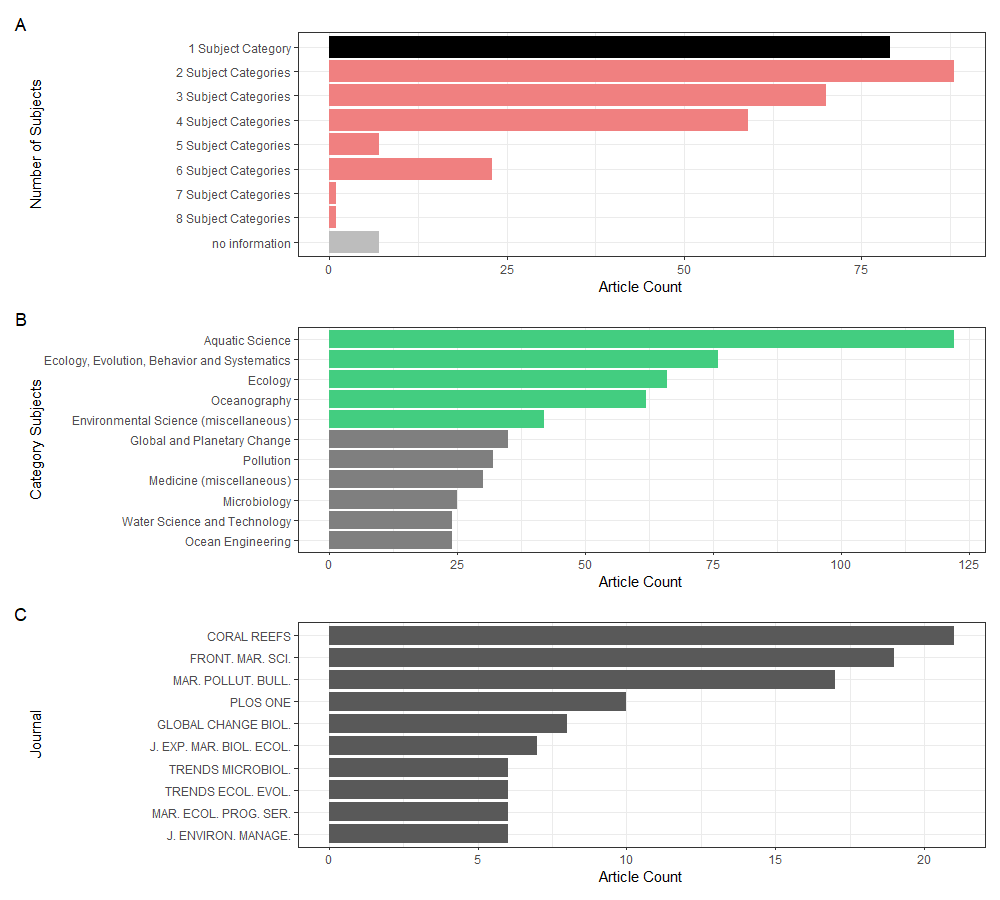 A
Number of Subjects
1 Subject Category
2 Subject Categories
3 Subject Categories
4 Subject Categories
5 Subject Categories
6 Subject Categories
7 Subject Categories
8 Subject Categories
no information
0 25 50 75
Article Count
B
Category Subjects
Aquatic Science
Ecology, Evolution, Behavior and Systematics
Ecology
Oceanography
Environmental Science (miscellaneous)
Global and Planetary Change
Pollution
Medicine (miscellaneous)
Microbiology
Water Science and Technology
Ocean Engineering
0 25 50 75 100 125
Article Count
C
Journal
CORAL REEFS
FRONT. MAR. SCI.
MAR. POLLUT. BULL.
PLOS ONE
GLOBAL CHANGE BIOL.
J. EXP. MAR. BIOL. ECOL.
TRENDS MICROBIOL.
TRENDS ECOL. EVOL.
MAR. ECOL. PROG. SER.
J. ENVIRON. MANAGE.
0 5 10 15 20
Article Count